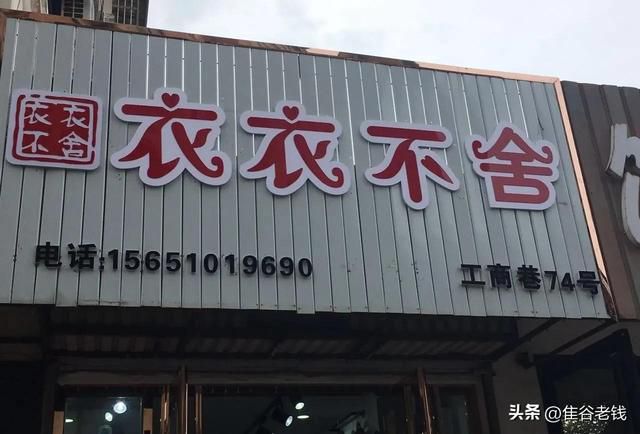 衣衣
不舍
衣衣不舍
电话:15651019690
工商巷74号
头条@隹谷老钱